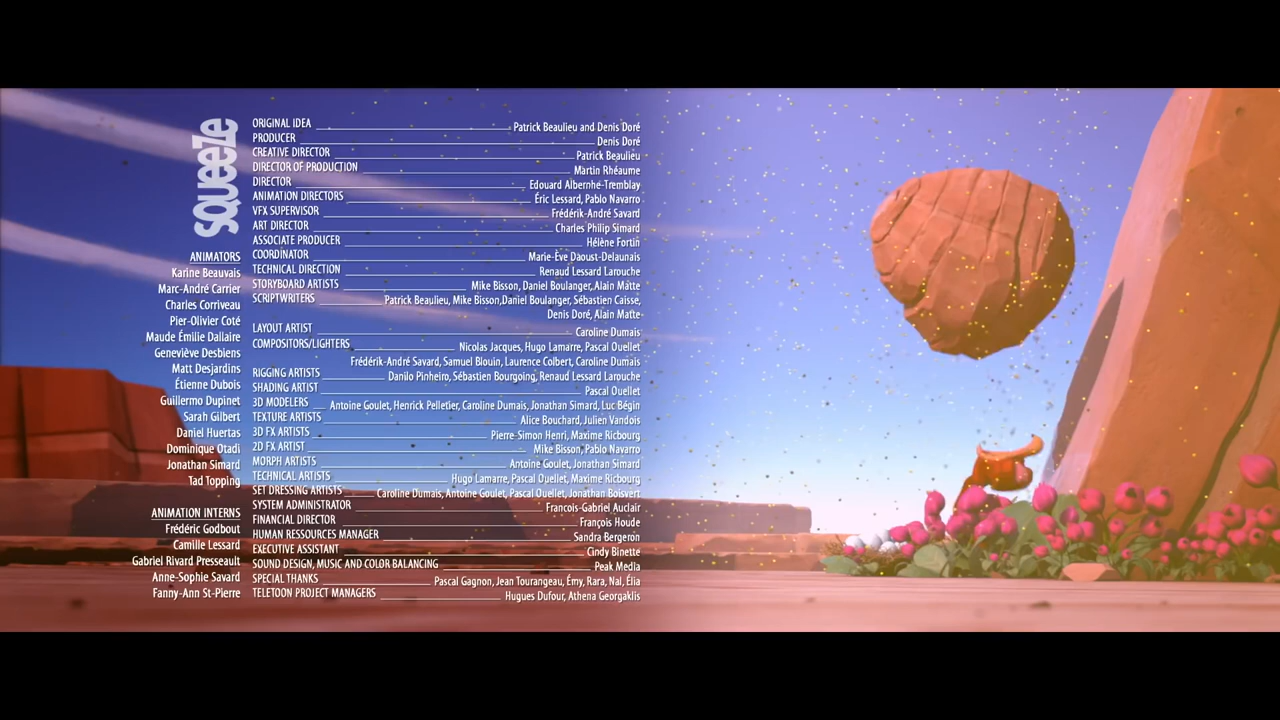 squeeze
ORIGINAL IDEA Patrick Beaulieu and Denis Doré
PRODUCER Denis Doré
CREATIVE DIRECTOR Patrick Beaulieu
DIRECTOR OF PRODUCTION Martin Rhéaume
DIRECTOR Edouard Albernhe-Tremblay
ANIMATION DIRECTORS Éric Lessard, Pablo Navarro
VFX SUPERVISOR Frédérik-André Savard
ART DIRECTOR Charles Philip Simard
ASSOCIATE PRODUCER Hélène Fortin
COORDINATOR Marie-Ève Daoust-Delaunais
TECHNICAL DIRECTION Renaud Lessard Larouche
STORYBOARD ARTISTS Mike Bisson, Daniel Boulanger, Alain Matte
SCRIPTWRITERS Patrick Beaulieu, Mike Bisson,Daniel Boulanger, Sébastien Caisse,
Denis Doré, Alain Matte
LAYOUT ARTIST Caroline Dumais
COMPOSITORS/LIGHTERS Nicolas Jacques, Hugo Lamarre, Pascal Ouellet
Frédérik-André Savard, Samuel Blouin, Laurence Colbert, Caroline Dumais
RIGGING ARTISTS Danilo Pinheiro, Sébastien Bourgoing, Renaud Lessard Larouche
SHADING ARTIST Pascal Ouellet
3D MODELERS Antoine Goulet, Henrick Pelletier, Caroline Dumais, Jonathan Simard, Luc Bégin
TEXTURE ARTISTS Alice Bouchard, Julien Vandois
3D FX ARTISTS Pierre-Simon Henri, Maxime Ricbourg
2D FX ARTIST Mike Bisson, Pablo Navarro
MORPH ARTISTS Antoine Goulet, Jonathan Simard
TECHNICAL ARTISTS Hugo Lamarre, Pascal Ouellet, Maxime Ricbourg
SET DRESSING ARTISTS Caroline Dumais, Antoine Goulet, Pascal Ouellet, Jonathan Boisvert
SYSTEM ADMINISTRATOR Francois-Gabriel Auclair
FINANCIAL DIRECTOR François Houde
HUMAN RESSOURCES MANAGER Sandra Bergeron
EXECUTIVE ASSISTANT Cindy Binette
SOUND DESIGN, MUSIC AND COLOR BALANCING Peak Media
SPECIAL THANKS Pascal Gagnon, Jean Tourangeau, Émy, Rara, Nal, Élia
TELETOON PROJECT MANAGERS Hugues Dufour, Athena Georgaklis
ANIMATORS
Karine Beauvais
Marc-André Carrier
Charles Corriveau
Pier-Olivier Coté
Maude Émilie Dallaire
Geneviève Desbiens
Matt Desjardins
Étienne Dubois
Guillermo Dupinet
Sarah Gilbert
Daniel Huertas
Dominique Otadi
Jonathan Simard
Tad Topping
ANIMATION INTERNS
Frédéric Godbout
Camille Lessard
Gabriel Rivard Presseault
Anne-Sophie Savard
Fanny-Ann St-Pierre